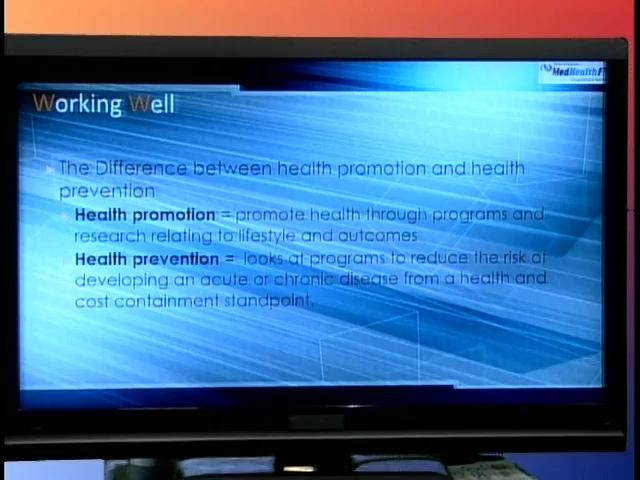 MedHealth
Working Well
The Difference between health promotion and health
prevention
Health promotion = promote health through programs and
research relating to lifestyle and outcomes
Health prevention = looks at programs to reduce the risk of
developing an acute or chronic disease from a health and
cost containment standpoint.